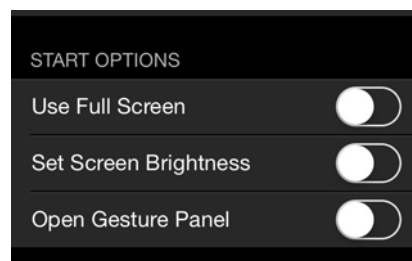 START OPTIONS
Use Full Screen
Set Screen Brightness
Open Gesture Panel